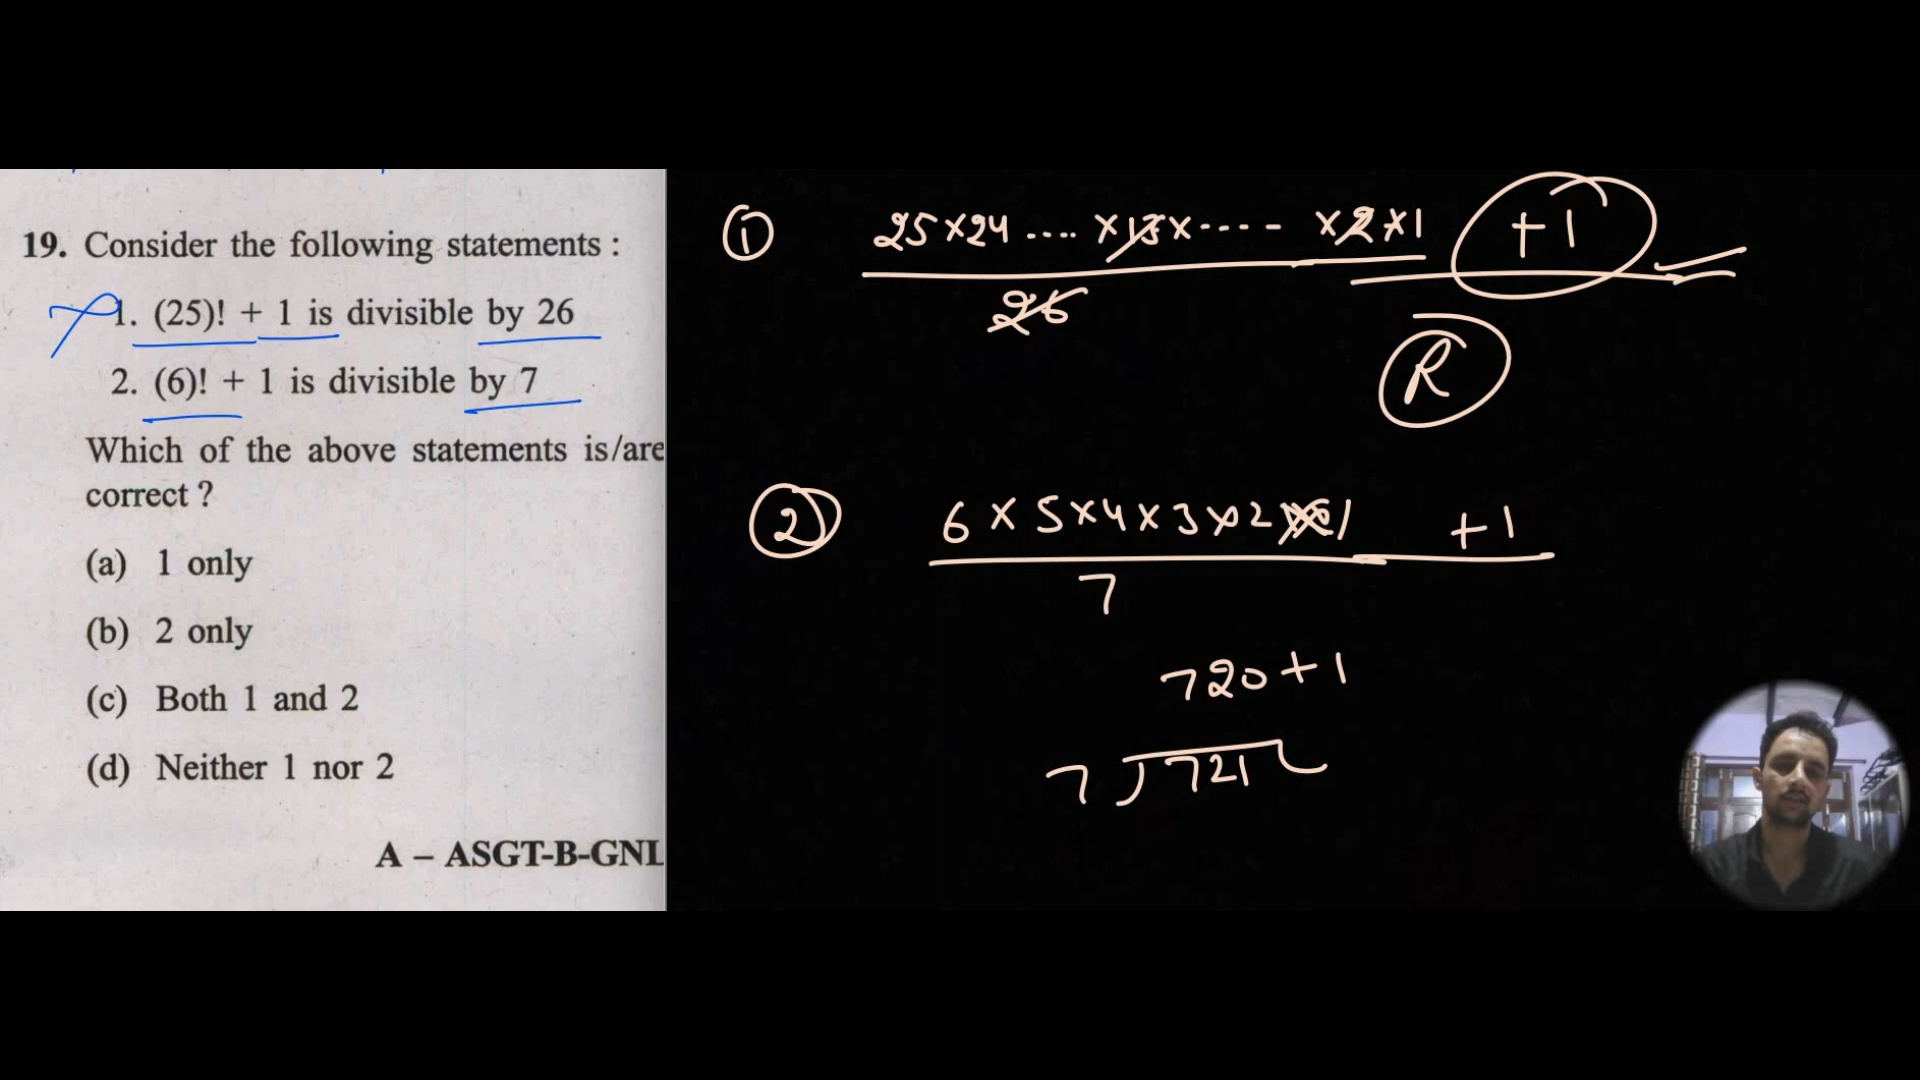 19. Consider the following statements :
1. (25)! + 1 is divisible by 26
2. (6)! + 1 is divisible by 7
Which of the above statements is/are
correct ?
(a) 1 only
(b) 2 only
(c) Both 1 and 2
(d) Neither 1 nor 2
A – ASGT-B-GNL
① 25×24 .... ×13×---- ×2×1 +1
26
R
② 6×5×4×3×2×1 +1
7
720+1
7)721(